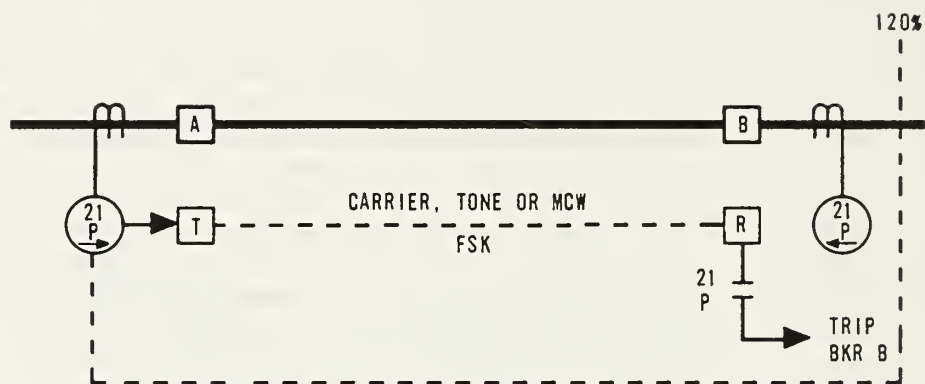 120%
A
B
21
P
T
CARRIER, TONE OR MCW
FSK
R
21
P
21
P
TRIP
BKR B